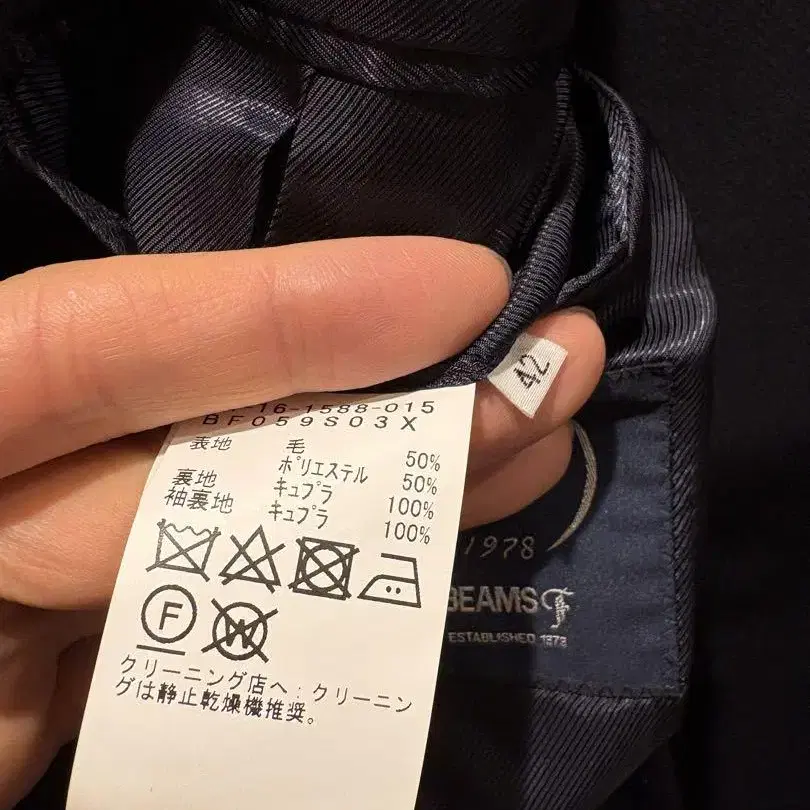 42
16-1588-015
BF059S03X
表地 毛 50%
ポリエステル 50%
裏地 キュプラ 100%
袖裏地 キュプラ 100%
F
W
クリーニング店へ:クリーニン
グは静止乾燥機推奨。
1978
BEAMS F
ESTABLISHED 1978